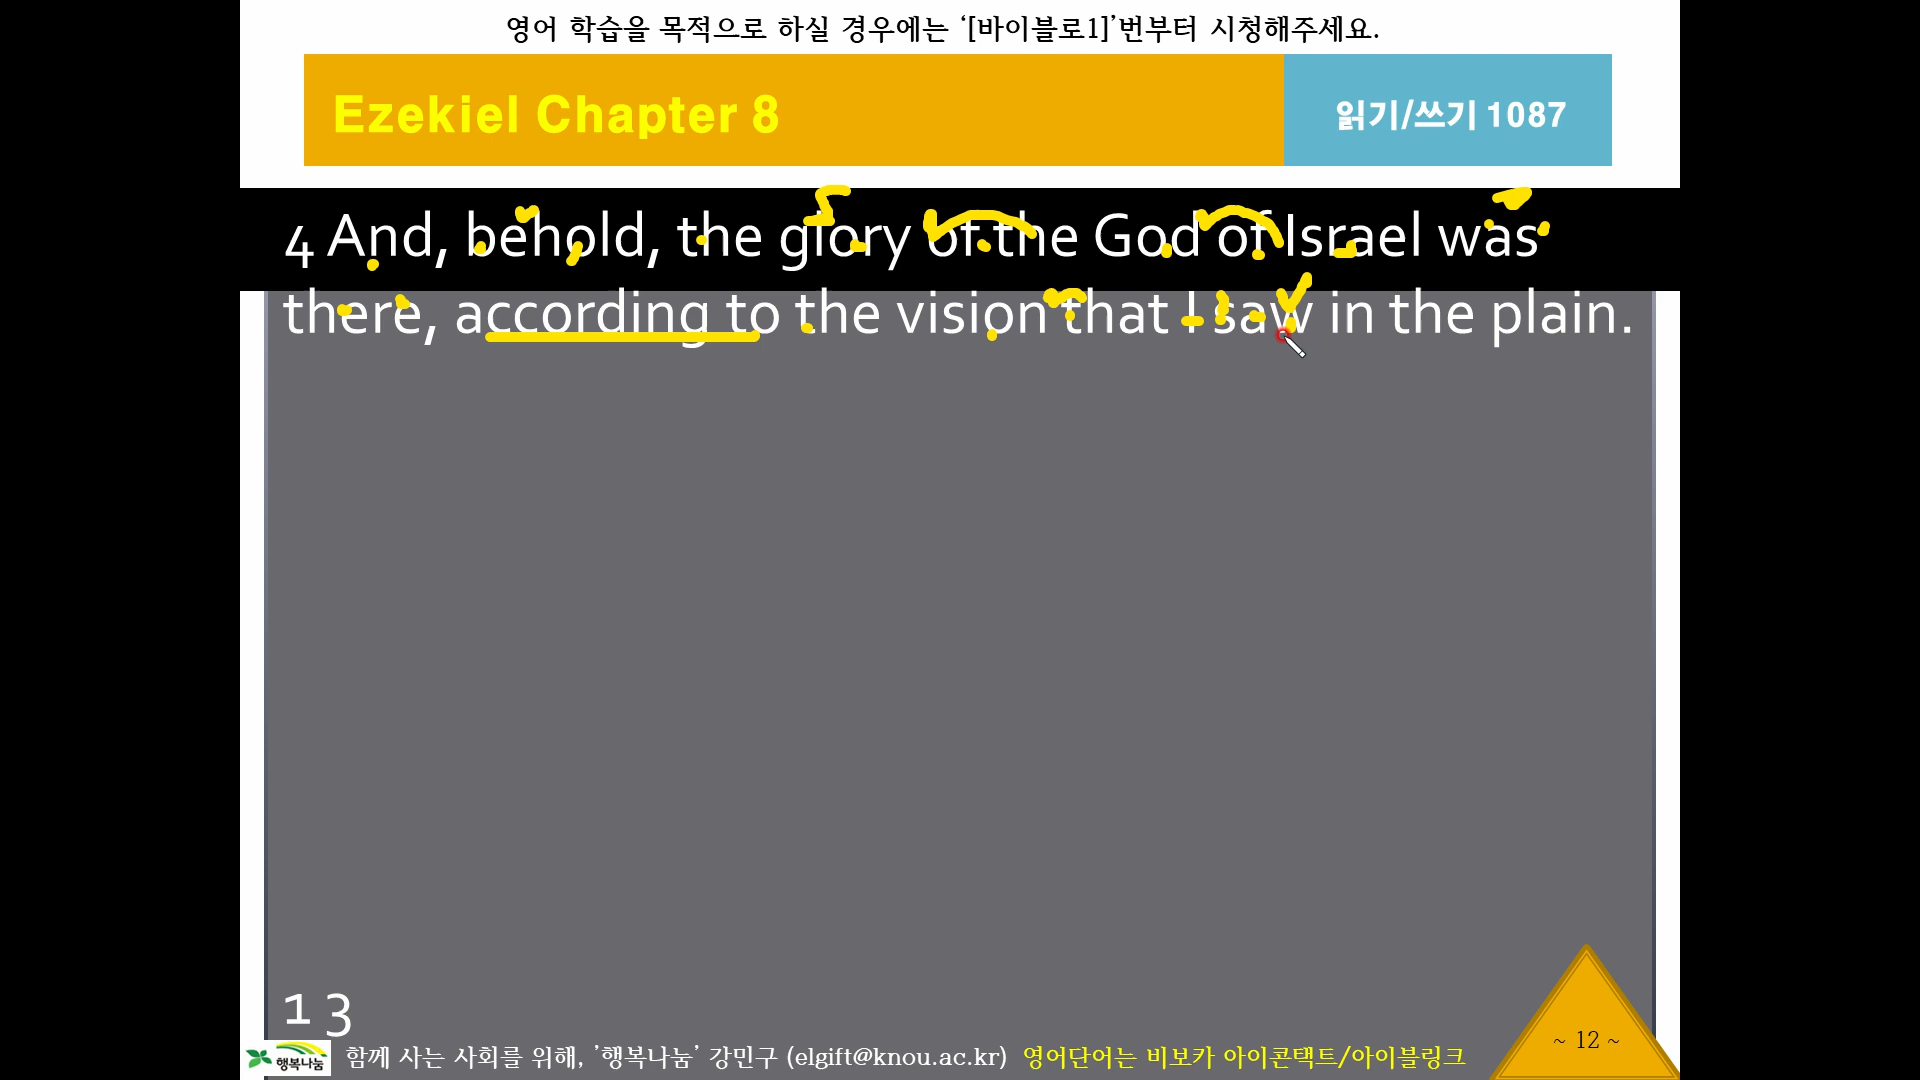 영어 학습을 목적으로 하실 경우에는 ‘[바이블로1]’번부터 시청해주세요.
Ezekiel Chapter 8
읽기/쓰기 1087
4 And, behold, the glory of the God of Israel was
there, according to the vision that I saw in the plain.
1 3
~ 12 ~
행복나눔 함께 사는 사회를 위해, ’행복나눔’ 강민구 (elgift@knou.ac.kr) 영어단어는 비보카 아이콘택트/아이블링크